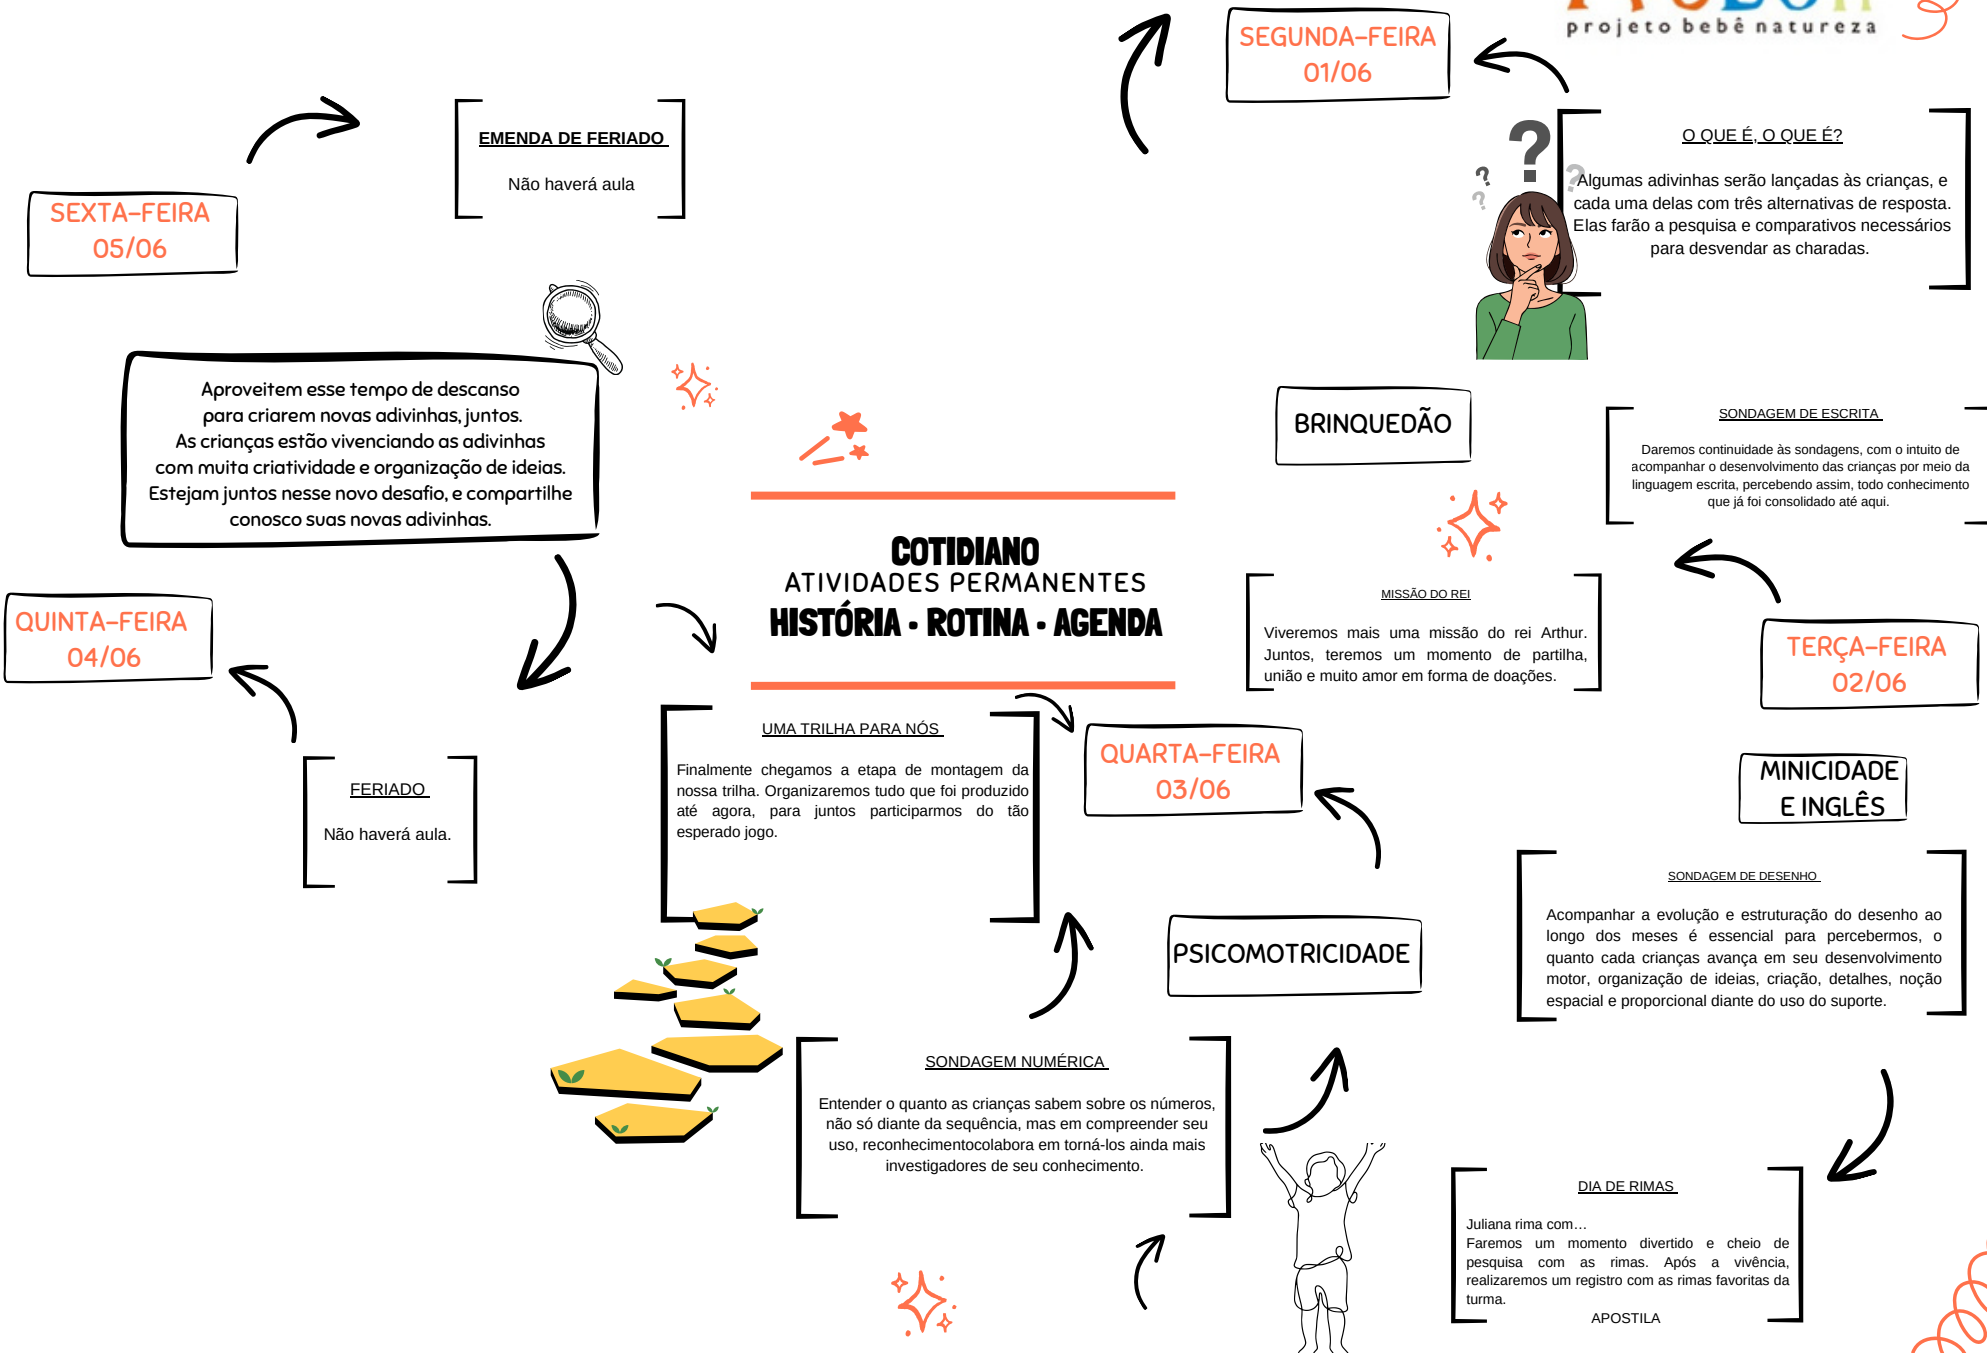 projeto bebê natureza
SEGUNDA-FEIRA
01/06
O QUE É, O QUE É?
Algumas adivinhas serão lançadas às crianças, e
cada uma delas com três alternativas de resposta.
Elas farão a pesquisa e comparativos necessários
para desvendar as charadas.
BRINQUEDÃO
SONDAGEM DE ESCRITA
Daremos continuidade às sondagens, com o intuito de
acompanhar o desenvolvimento das crianças por meio da
linguagem escrita, percebendo assim, todo conhecimento
que já foi consolidado até aqui.
MISSÃO DO REI
Viveremos mais uma missão do rei Arthur.
Juntos, teremos um momento de partilha,
união e muito amor em forma de doações.
TERÇA-FEIRA
02/06
MINICIDADE
E INGLÊS
SONDAGEM DE DESENHO
Acompanhar a evolução e estruturação do desenho ao
longo dos meses é essencial para percebermos, o
quanto cada crianças avança em seu desenvolvimento
motor, organização de ideias, criação, detalhes, noção
espacial e proporcional diante do uso do suporte.
DIA DE RIMAS
Juliana rima com...
Faremos um momento divertido e cheio de
pesquisa com as rimas. Após a vivência,
realizaremos um registro com as rimas favoritas da
turma.
APOSTILA
QUARTA-FEIRA
03/06
PSICOMOTRICIDADE
SONDAGEM NUMÉRICA
Entender o quanto as crianças sabem sobre os números,
não só diante da sequência, mas em compreender seu
uso, reconhecimentocolabora em torná-los ainda mais
investigadores de seu conhecimento.
UMA TRILHA PARA NÓS
Finalmente chegamos a etapa de montagem da
nossa trilha. Organizaremos tudo que foi produzido
até agora, para juntos participarmos do tão
esperado jogo.
COTIDIANO
ATIVIDADES PERMANENTES
HISTÓRIA · ROTINA · AGENDA
QUINTA-FEIRA
04/06
FERIADO
Não haverá aula.
SEXTA-FEIRA
05/06
EMENDA DE FERIADO
Não haverá aula
Aproveitem esse tempo de descanso
para criarem novas adivinhas, juntos.
As crianças estão vivenciando as adivinhas
com muita criatividade e organização de ideias.
Estejam juntos nesse novo desafio, e compartilhe
conosco suas novas adivinhas.